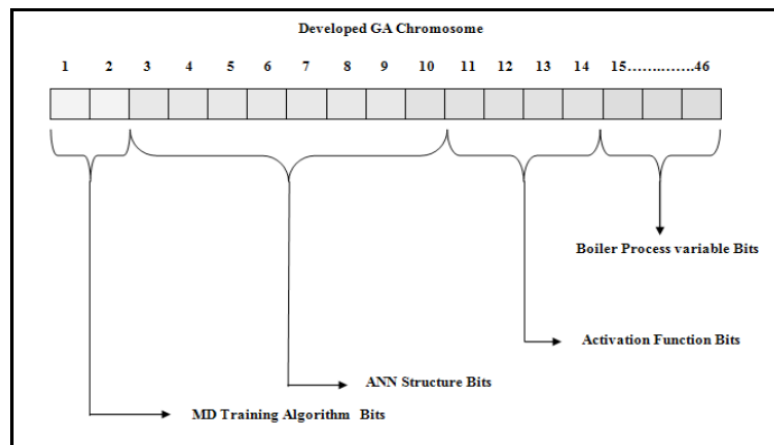 Developed GA Chromosome
1 2 3 4 5 6 7 8 9 10 11 12 13 14 15……..…….46
Boiler Process variable Bits
Activation Function Bits
ANN Structure Bits
MD Training Algorithm Bits